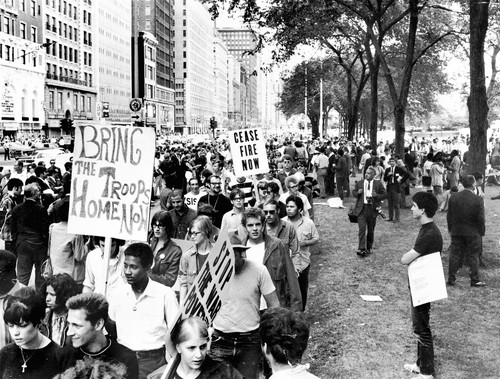 BRING
THE
TROOPS
HOME NOW
CEASE
FIRE
NOW